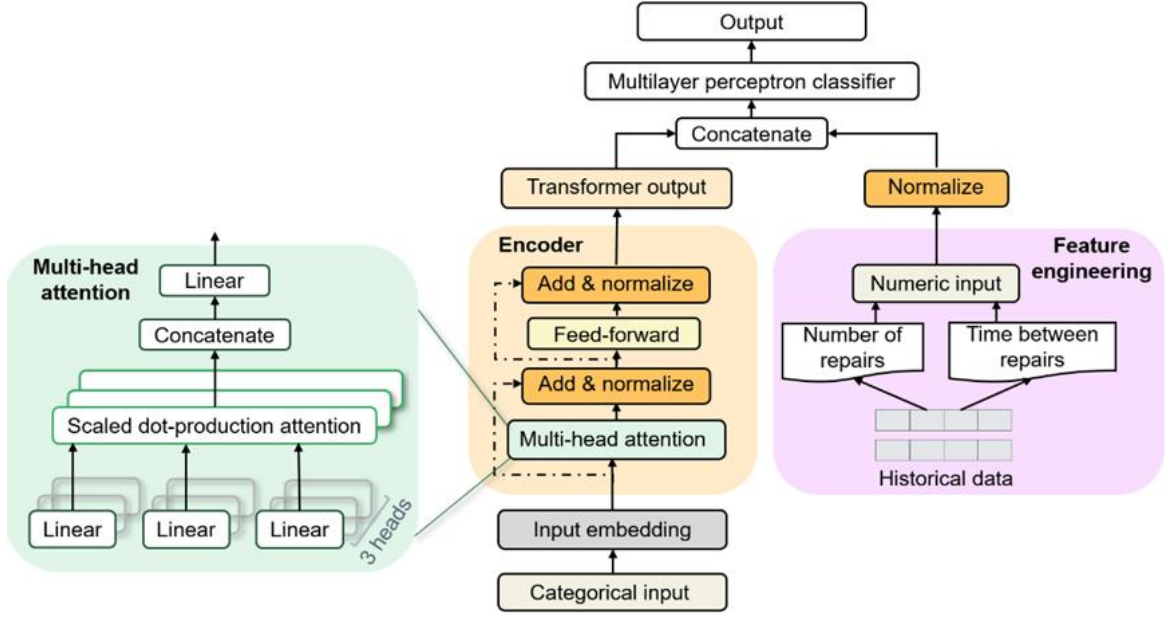 Output
Multilayer perceptron classifier
Concatenate
Transformer output
Normalize
Multi-head
attention
Linear
Concatenate
Scaled dot-production attention
Linear
Linear
Linear
3 heads
Encoder
Add & normalize
Feed-forward
Add & normalize
Multi-head attention
Input embedding
Categorical input
Feature
engineering
Numeric input
Number of
repairs
Time between
repairs
Historical data